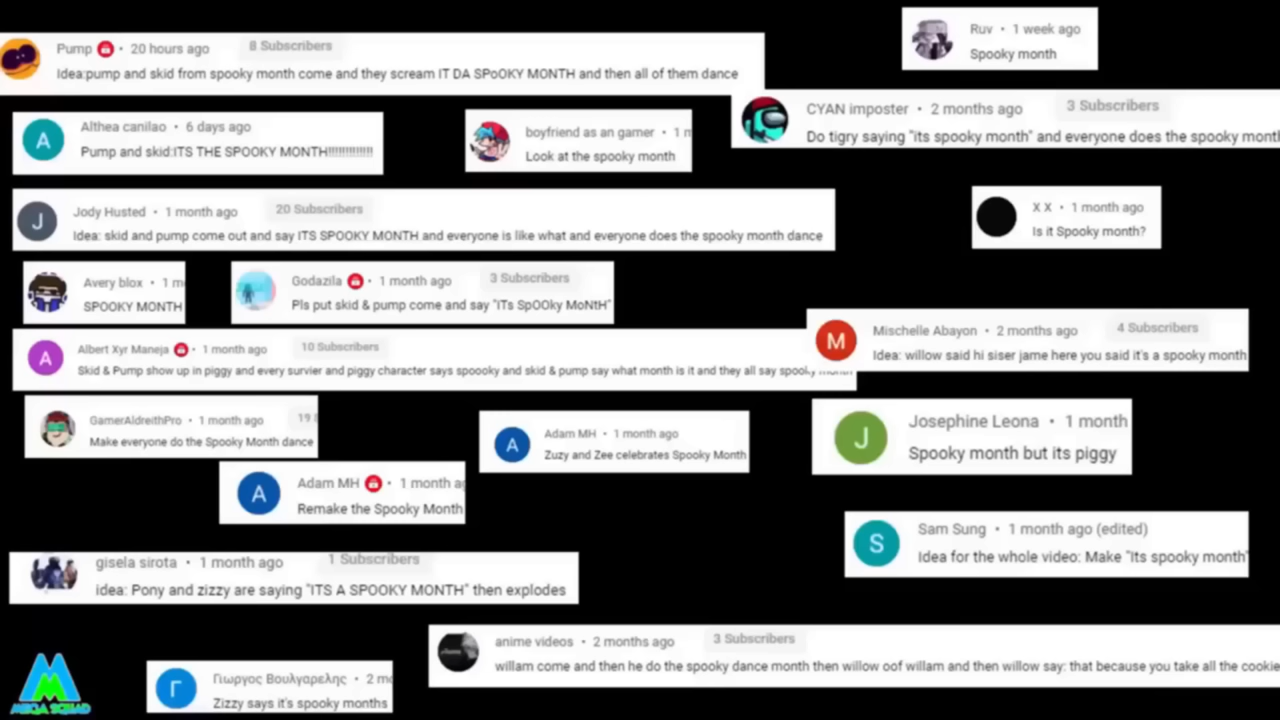 Pump • 20 hours ago 8 Subscribers
Idea:pump and skid from spooky month come and they scream IT DA SPoOKY MONTH and then all of them dance
Ruv • 1 week ago
Spooky month
CYAN imposter • 2 months ago 3 Subscribers
Do tigry saying "its spooky month" and everyone does the spooky month
A
Althea canilao • 6 days ago
Pump and skid:ITS THE SPOOKY MONTH!!!!!!!!!!!!!
boyfriend as an gamer • 1 m
Look at the spooky month
J
Jody Husted • 1 month ago 20 Subscribers
Idea: skid and pump come out and say ITS SPOOKY MONTH and everyone is like what and everyone does the spooky month dance
X X • 1 month ago
Is it Spooky month?
Avery blox • 1 m
SPOOKY MONTH
Godazila • 1 month ago 3 Subscribers
Pls put skid & pump come and say "ITs SpOOky MoNtH"
A
Albert Xyr Maneja • 1 month ago 10 Subscribers
Skid & Pump show up in piggy and every survier and piggy character says spoooky and skid & pump say what month is it and they all say spooky month
M
Mischelle Abayon • 2 months ago 4 Subscribers
Idea: willow said hi siser jame here you said it's a spooky month
GamerAldreithPro • 1 month ago 19
Make everyone do the Spooky Month dance
A
Adam MH • 1 month ago
Zuzy and Zee celebrates Spooky Month
J
Josephine Leona • 1 month
Spooky month but its piggy
A
Adam MH • 1 month ag
Remake the Spooky Month
S
Sam Sung • 1 month ago (edited)
Idea for the whole video: Make "Its spooky month"
gisela sirota • 1 month ago 1 Subscribers
idea: Pony and zizzy are saying "ITS A SPOOKY MONTH" then explodes
anime videos • 2 months ago 3 Subscribers
willam come and then he do the spooky dance month then willow oof willam and then willow say: that because you take all the cookie
Γ
Γιωργος Βουλγαρελης • 2 mo
Zizzy says it's spooky months
M
MEGA SQUAD